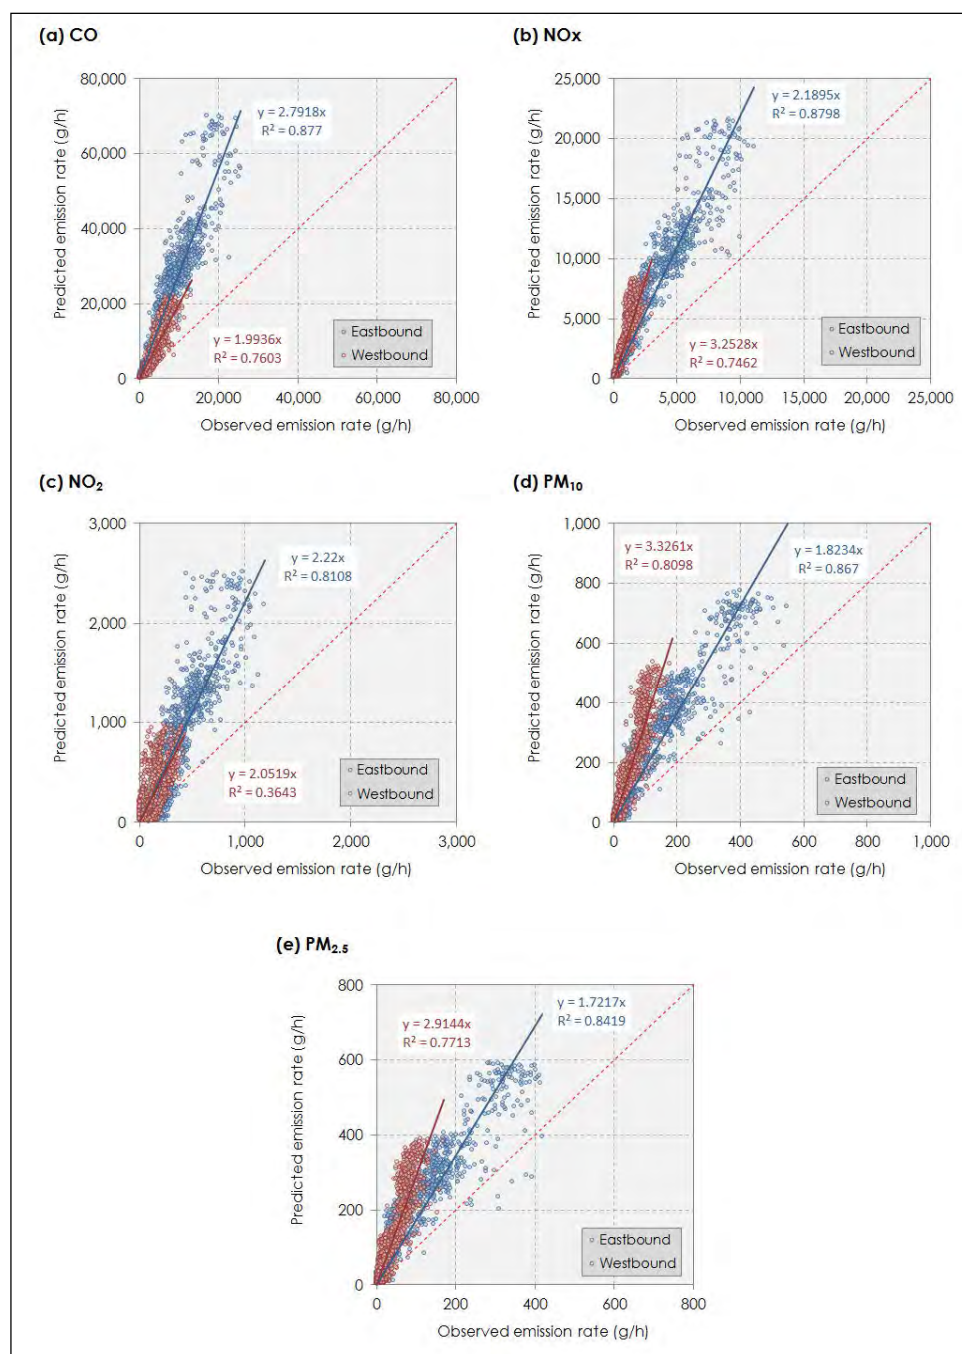 (a) CO
80,000
60,000
40,000
20,000
0
Predicted emission rate (g/h)
y = 2.7918x
R² = 0.877
y = 1.9936x
R² = 0.7603
Eastbound
Westbound
0 20,000 40,000 60,000 80,000
Observed emission rate (g/h)
(b) NOx
25,000
20,000
15,000
10,000
5,000
0
Predicted emission rate (g/h)
y = 2.1895x
R² = 0.8798
y = 3.2528x
R² = 0.7462
Eastbound
Westbound
0 5,000 10,000 15,000 20,000 25,000
Observed emission rate (g/h)
(c) NO₂
3,000
2,000
1,000
0
Predicted emission rate (g/h)
y = 2.22x
R² = 0.8108
y = 2.0519x
R² = 0.3643
Eastbound
Westbound
0 1,000 2,000 3,000
Observed emission rate (g/h)
(d) PM₁₀
1,000
800
600
400
200
0
Predicted emission rate (g/h)
y = 3.3261x
R² = 0.8098
y = 1.8234x
R² = 0.867
Eastbound
Westbound
0 200 400 600 800 1,000
Observed emission rate (g/h)
(e) PM₂.₅
800
600
400
200
0
Predicted emission rate (g/h)
y = 2.9144x
R² = 0.7713
y = 1.7217x
R² = 0.8419
Eastbound
Westbound
0 200 400 600 800
Observed emission rate (g/h)